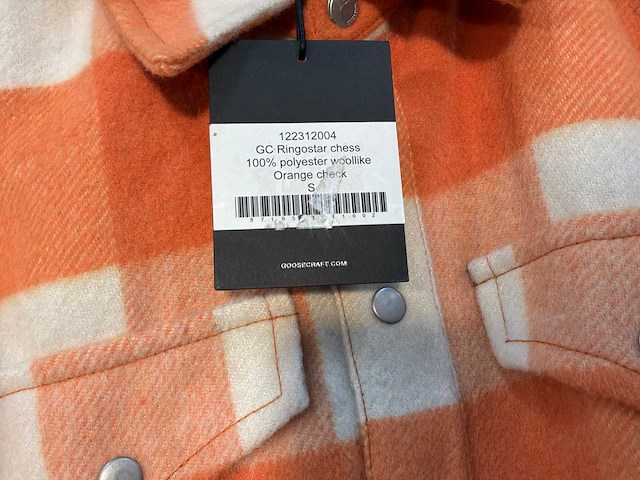 122312004
GC Ringostar chess
100% polyester woollike
Orange check
S
GOOSECRAFT.COM